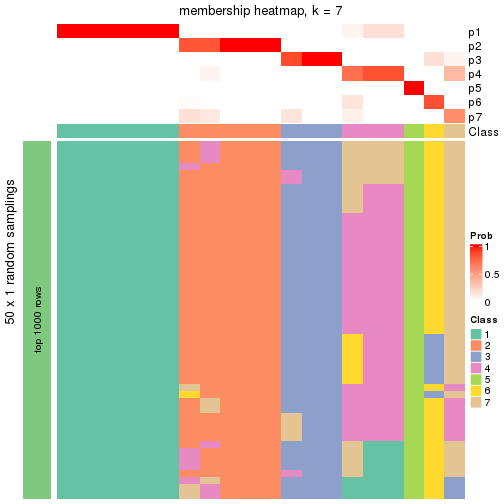 membership heatmap, k = 7
p1
p2
p3
p4
p5
p6
p7
Class
50 x 1 random samplings
top 1000 rows
Prob
1
0.5
0
Class
1
2
3
4
5
6
7